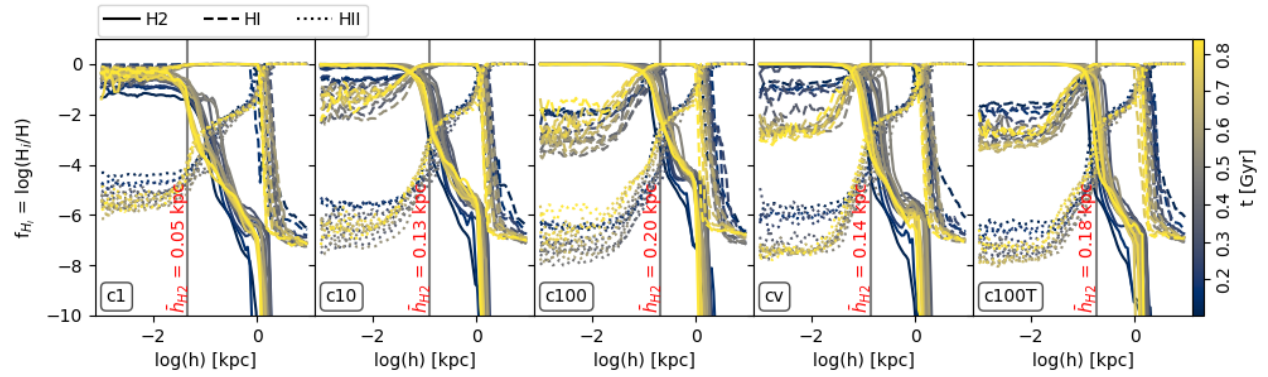 H2 HI HII
f_{H_i} = log(H_i/H)
0
−2
−4
−6
−8
−10
c1
h̄_{H2} = 0.05 kpc
c10
h̄_{H2} = 0.13 kpc
c100
h̄_{H2} = 0.20 kpc
cv
h̄_{H2} = 0.14 kpc
c100T
h̄_{H2} = 0.18 kpc
−2 0 −2 0 −2 0 −2 0 −2 0
log(h) [kpc] log(h) [kpc] log(h) [kpc] log(h) [kpc] log(h) [kpc]
0.8
0.7
0.6
0.5
0.4
0.3
0.2
t [Gyr]